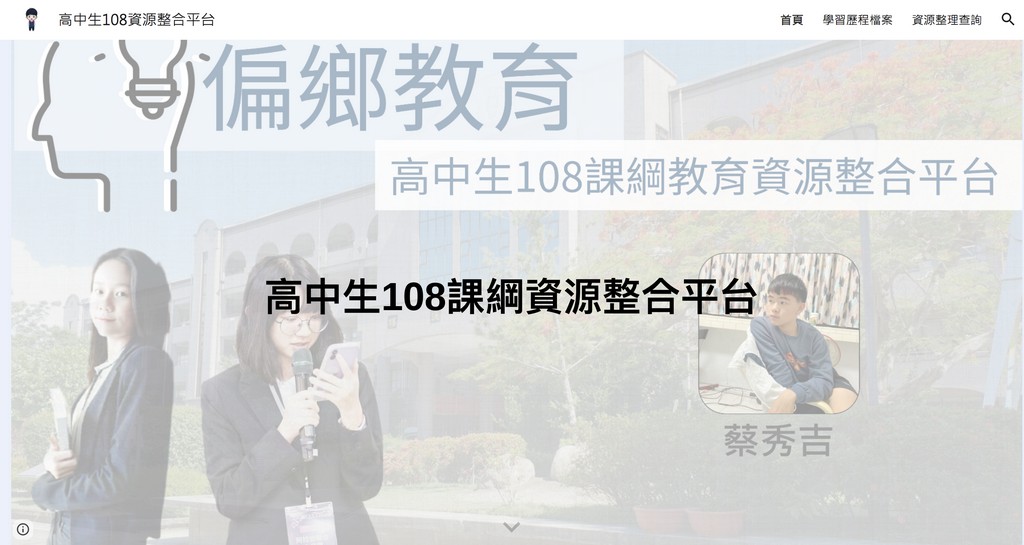 高中生108資源整合平台
首頁
學習歷程檔案
資源整理查詢
偏鄉教育
高中生108課綱教育資源整合平台
高中生108課綱資源整合平台
蔡秀吉